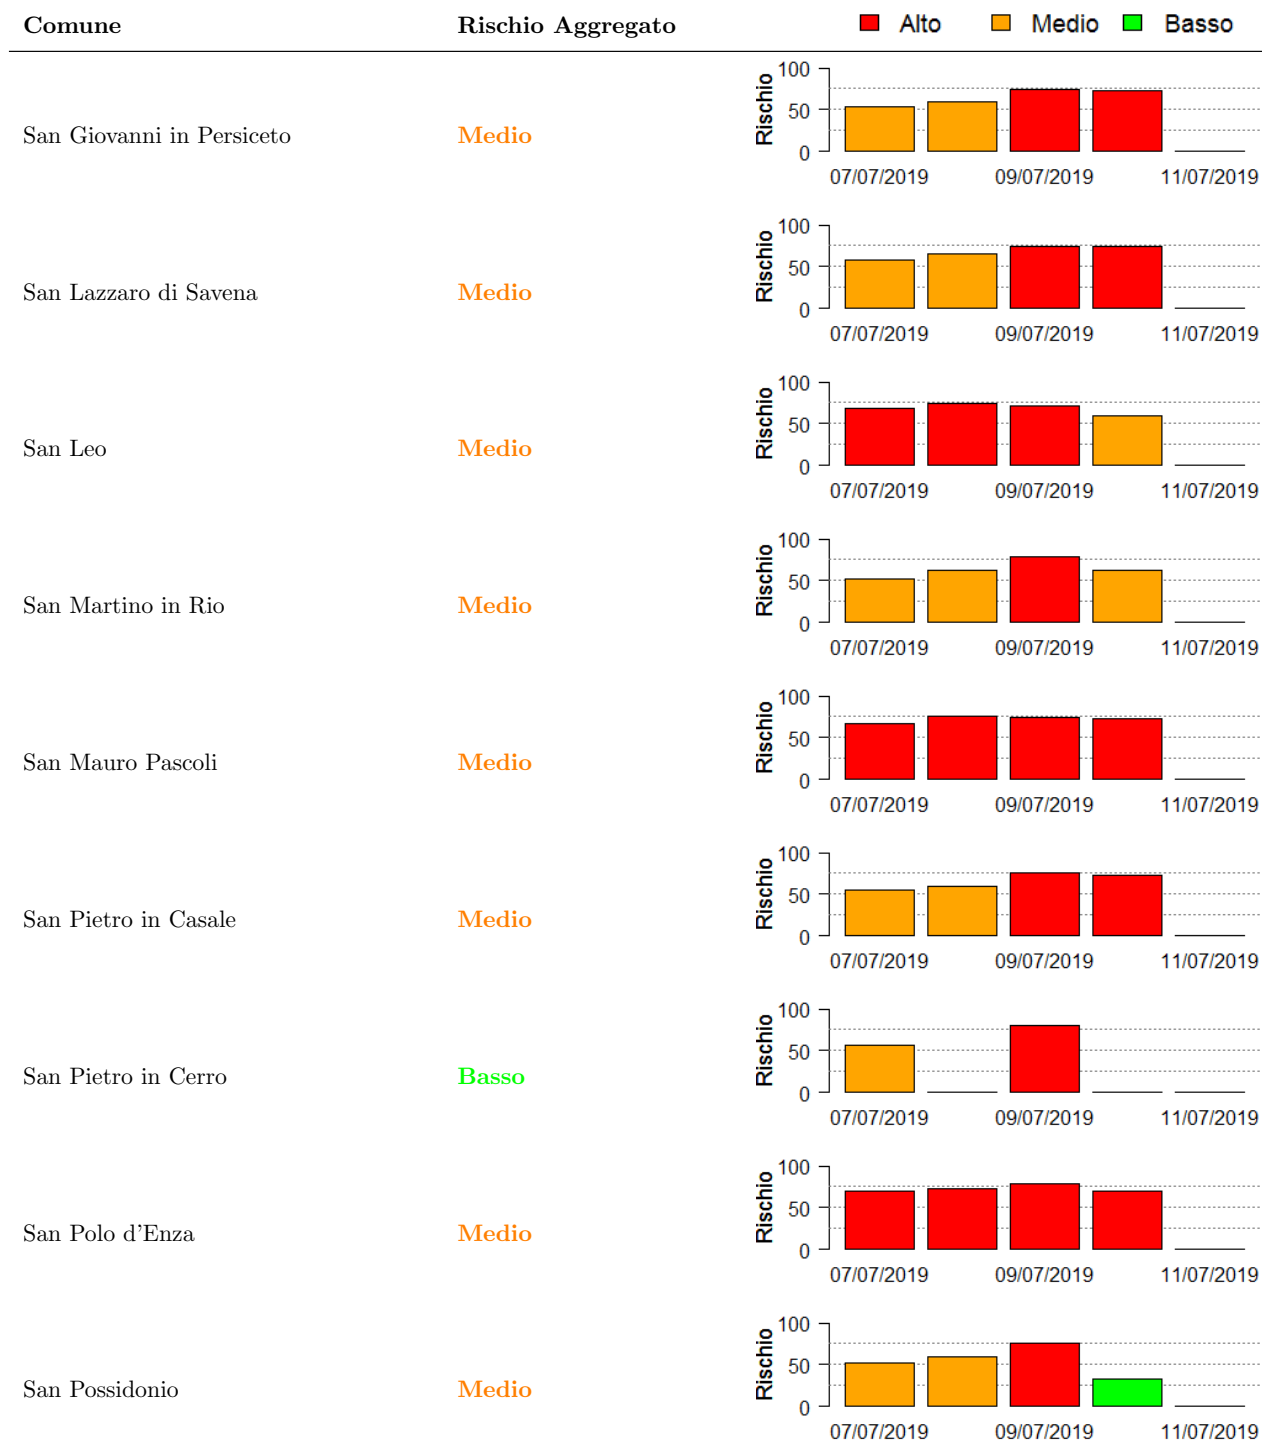 Comune Rischio Aggregato Alto Medio Basso
San Giovanni in Persiceto Medio Rischio 100 50 0
07/07/2019 09/07/2019 11/07/2019
San Lazzaro di Savena Medio Rischio 100 50 0
07/07/2019 09/07/2019 11/07/2019
San Leo Medio Rischio 100 50 0
07/07/2019 09/07/2019 11/07/2019
San Martino in Rio Medio Rischio 100 50 0
07/07/2019 09/07/2019 11/07/2019
San Mauro Pascoli Medio Rischio 100 50 0
07/07/2019 09/07/2019 11/07/2019
San Pietro in Casale Medio Rischio 100 50 0
07/07/2019 09/07/2019 11/07/2019
San Pietro in Cerro Basso Rischio 100 50 0
07/07/2019 09/07/2019 11/07/2019
San Polo d'Enza Medio Rischio 100 50 0
07/07/2019 09/07/2019 11/07/2019
San Possidonio Medio Rischio 100 50 0
07/07/2019 09/07/2019 11/07/2019